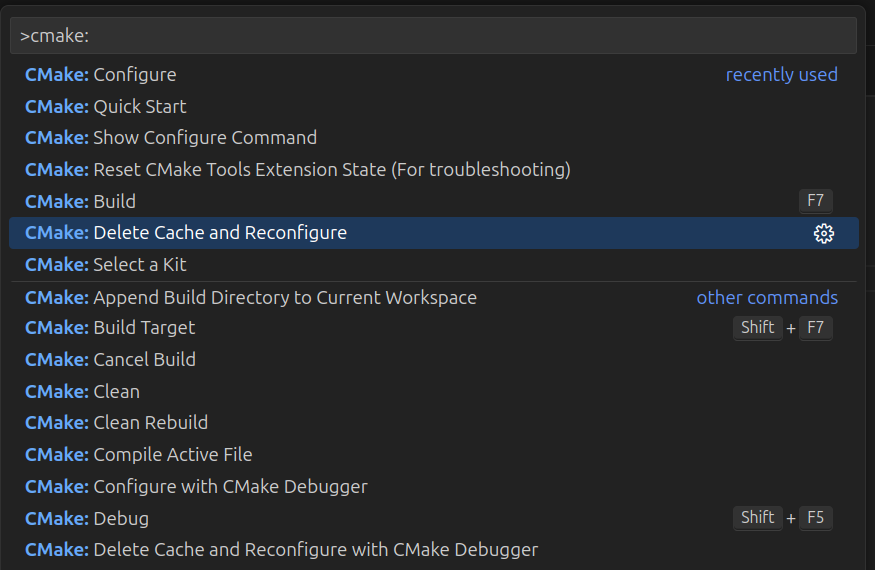 >cmake:
CMake: Configure recently used
CMake: Quick Start
CMake: Show Configure Command
CMake: Reset CMake Tools Extension State (For troubleshooting)
CMake: Build F7
CMake: Delete Cache and Reconfigure
CMake: Select a Kit
CMake: Append Build Directory to Current Workspace other commands
CMake: Build Target Shift + F7
CMake: Cancel Build
CMake: Clean
CMake: Clean Rebuild
CMake: Compile Active File
CMake: Configure with CMake Debugger
CMake: Debug Shift + F5
CMake: Delete Cache and Reconfigure with CMake Debugger